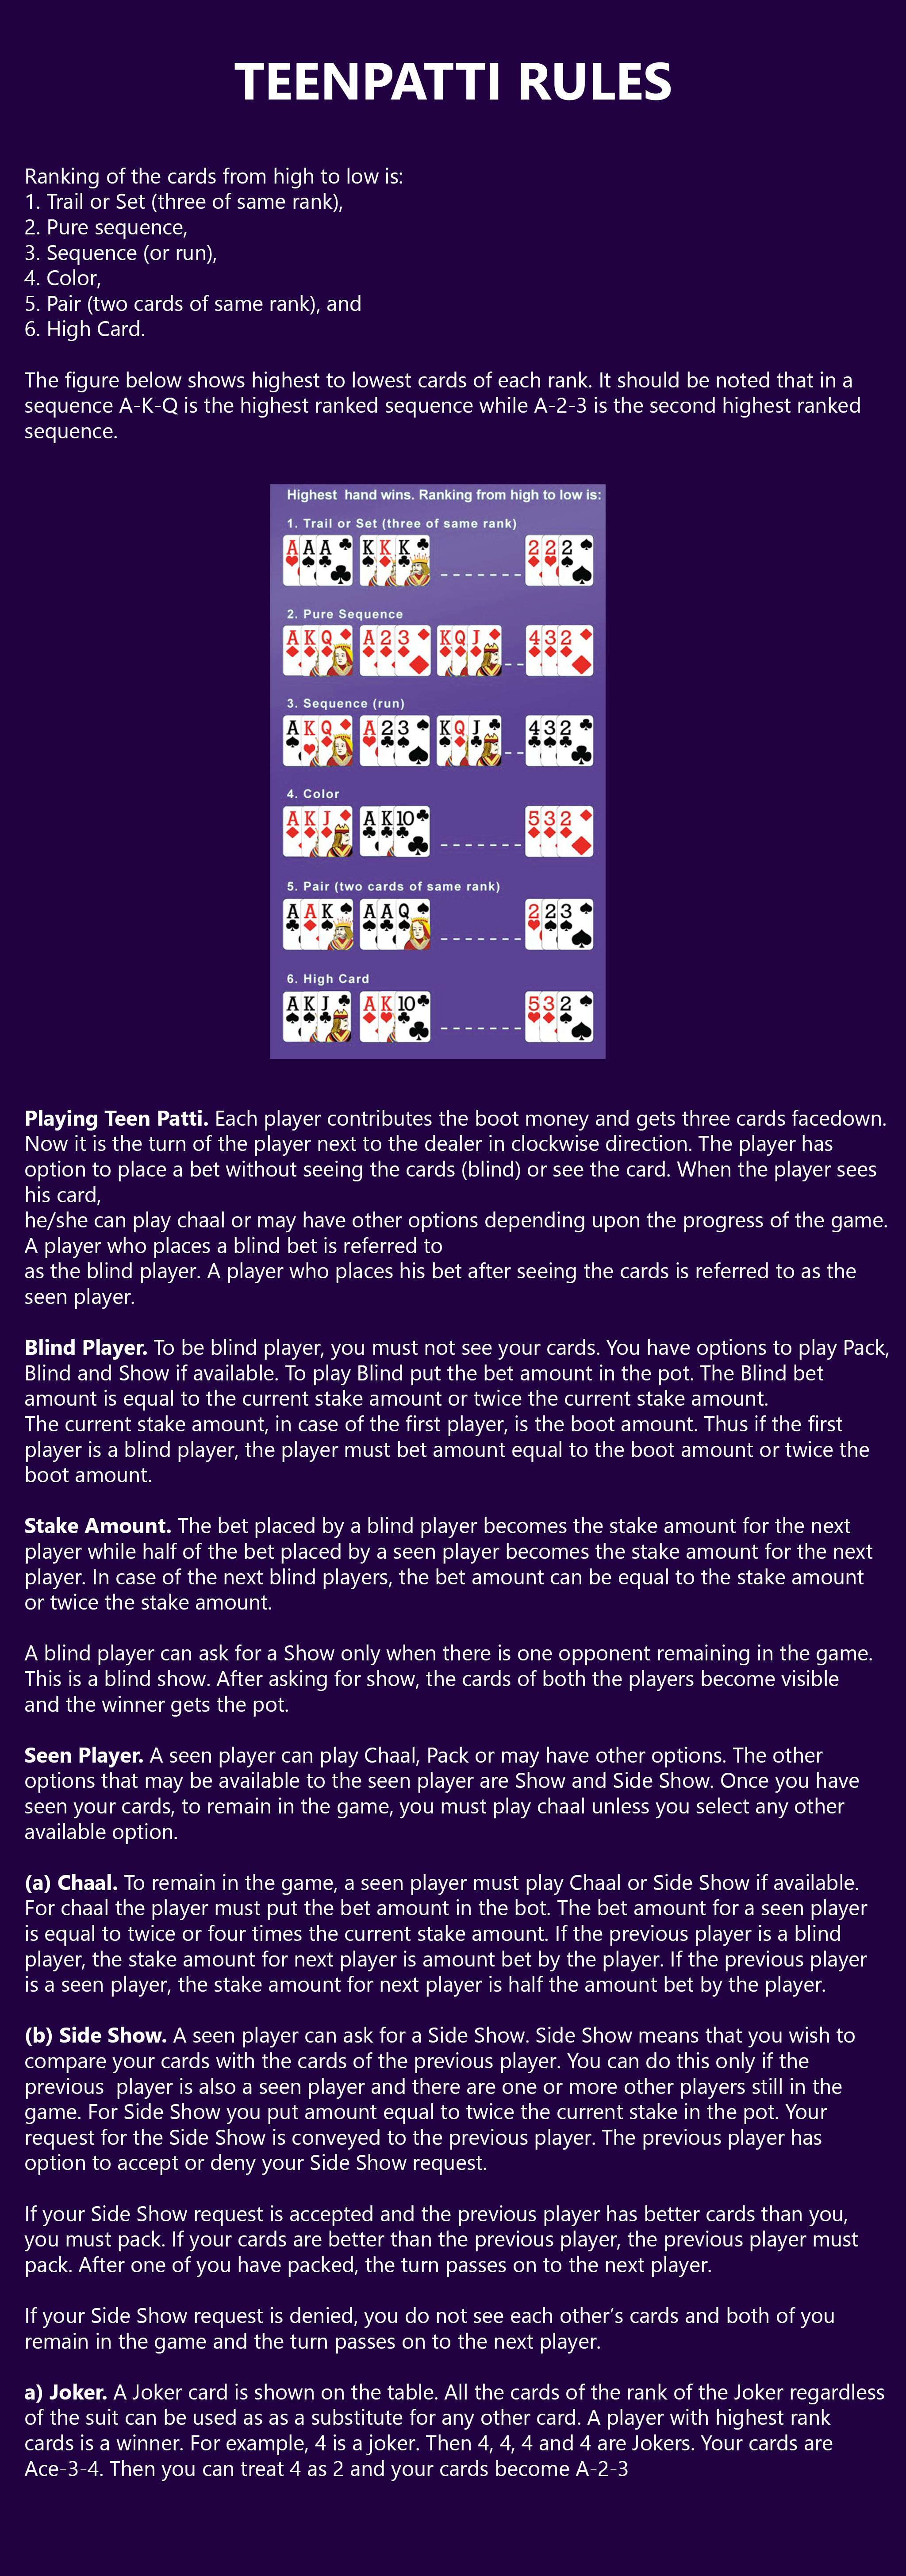 TEENPATTI RULES
Ranking of the cards from high to low is:
1. Trail or Set (three of same rank),
2. Pure sequence,
3. Sequence (or run),
4. Color,
5. Pair (two cards of same rank), and
6. High Card.
The figure below shows highest to lowest cards of each rank. It should be noted that in a
sequence A-K-Q is the highest ranked sequence while A-2-3 is the second highest ranked
sequence.
Highest hand wins. Ranking from high to low is:
1. Trail or Set (three of same rank)
A A A K K K 2 2 2
2. Pure Sequence
A K Q A 2 3 K Q J 4 3 2
3. Sequence (run)
A K Q A 2 3 K Q J 4 3 2
4. Color
A K J A K 10 5 3 2
5. Pair (two cards of same rank)
A A K A A Q 2 2 3
6. High Card
A K J A K 10 5 3 2
Playing Teen Patti. Each player contributes the boot money and gets three cards facedown.
Now it is the turn of the player next to the dealer in clockwise direction. The player has
option to place a bet without seeing the cards (blind) or see the card. When the player sees
his card,
he/she can play chaal or may have other options depending upon the progress of the game.
A player who places a blind bet is referred to
as the blind player. A player who places his bet after seeing the cards is referred to as the
seen player.
Blind Player. To be blind player, you must not see your cards. You have options to play Pack,
Blind and Show if available. To play Blind put the bet amount in the pot. The Blind bet
amount is equal to the current stake amount or twice the current stake amount.
The current stake amount, in case of the first player, is the boot amount. Thus if the first
player is a blind player, the player must bet amount equal to the boot amount or twice the
boot amount.
Stake Amount. The bet placed by a blind player becomes the stake amount for the next
player while half of the bet placed by a seen player becomes the stake amount for the next
player. In case of the next blind players, the bet amount can be equal to the stake amount
or twice the stake amount.
A blind player can ask for a Show only when there is one opponent remaining in the game.
This is a blind show. After asking for show, the cards of both the players become visible
and the winner gets the pot.
Seen Player. A seen player can play Chaal, Pack or may have other options. The other
options that may be available to the seen player are Show and Side Show. Once you have
seen your cards, to remain in the game, you must play chaal unless you select any other
available option.
(a) Chaal. To remain in the game, a seen player must play Chaal or Side Show if available.
For chaal the player must put the bet amount in the bot. The bet amount for a seen player
is equal to twice or four times the current stake amount. If the previous player is a blind
player, the stake amount for next player is amount bet by the player. If the previous player
is a seen player, the stake amount for next player is half the amount bet by the player.
(b) Side Show. A seen player can ask for a Side Show. Side Show means that you wish to
compare your cards with the cards of the previous player. You can do this only if the
previous player is also a seen player and there are one or more other players still in the
game. For Side Show you put amount equal to twice the current stake in the pot. Your
request for the Side Show is conveyed to the previous player. The previous player has
option to accept or deny your Side Show request.
If your Side Show request is accepted and the previous player has better cards than you,
you must pack. If your cards are better than the previous player, the previous player must
pack. After one of you have packed, the turn passes on to the next player.
If your Side Show request is denied, you do not see each other’s cards and both of you
remain in the game and the turn passes on to the next player.
a) Joker. A Joker card is shown on the table. All the cards of the rank of the Joker regardless
of the suit can be used as as a substitute for any other card. A player with highest rank
cards is a winner. For example, 4 is a joker. Then 4, 4, 4 and 4 are Jokers. Your cards are
Ace-3-4. Then you can treat 4 as 2 and your cards become A-2-3